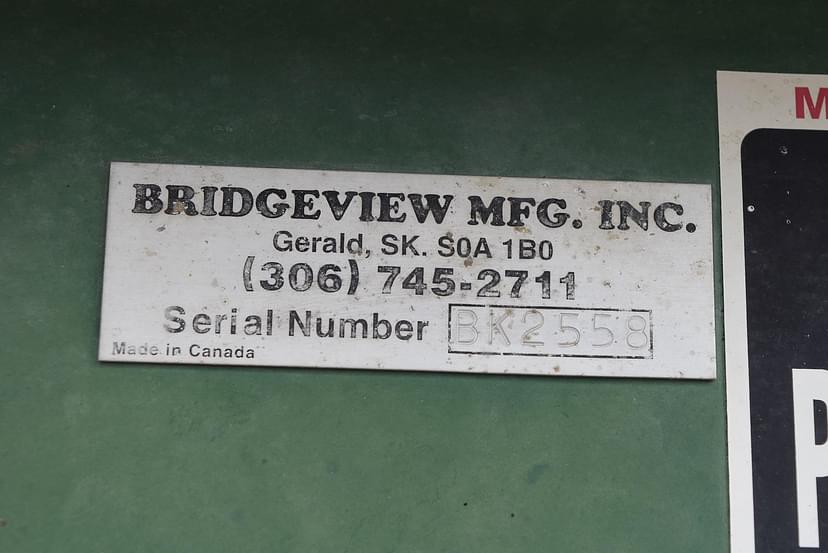 BRIDGEVIEW MFG. INC.
Gerald, SK. S0A 1B0
(306) 745-2711
Serial Number BK2558
Made in Canada
M
P